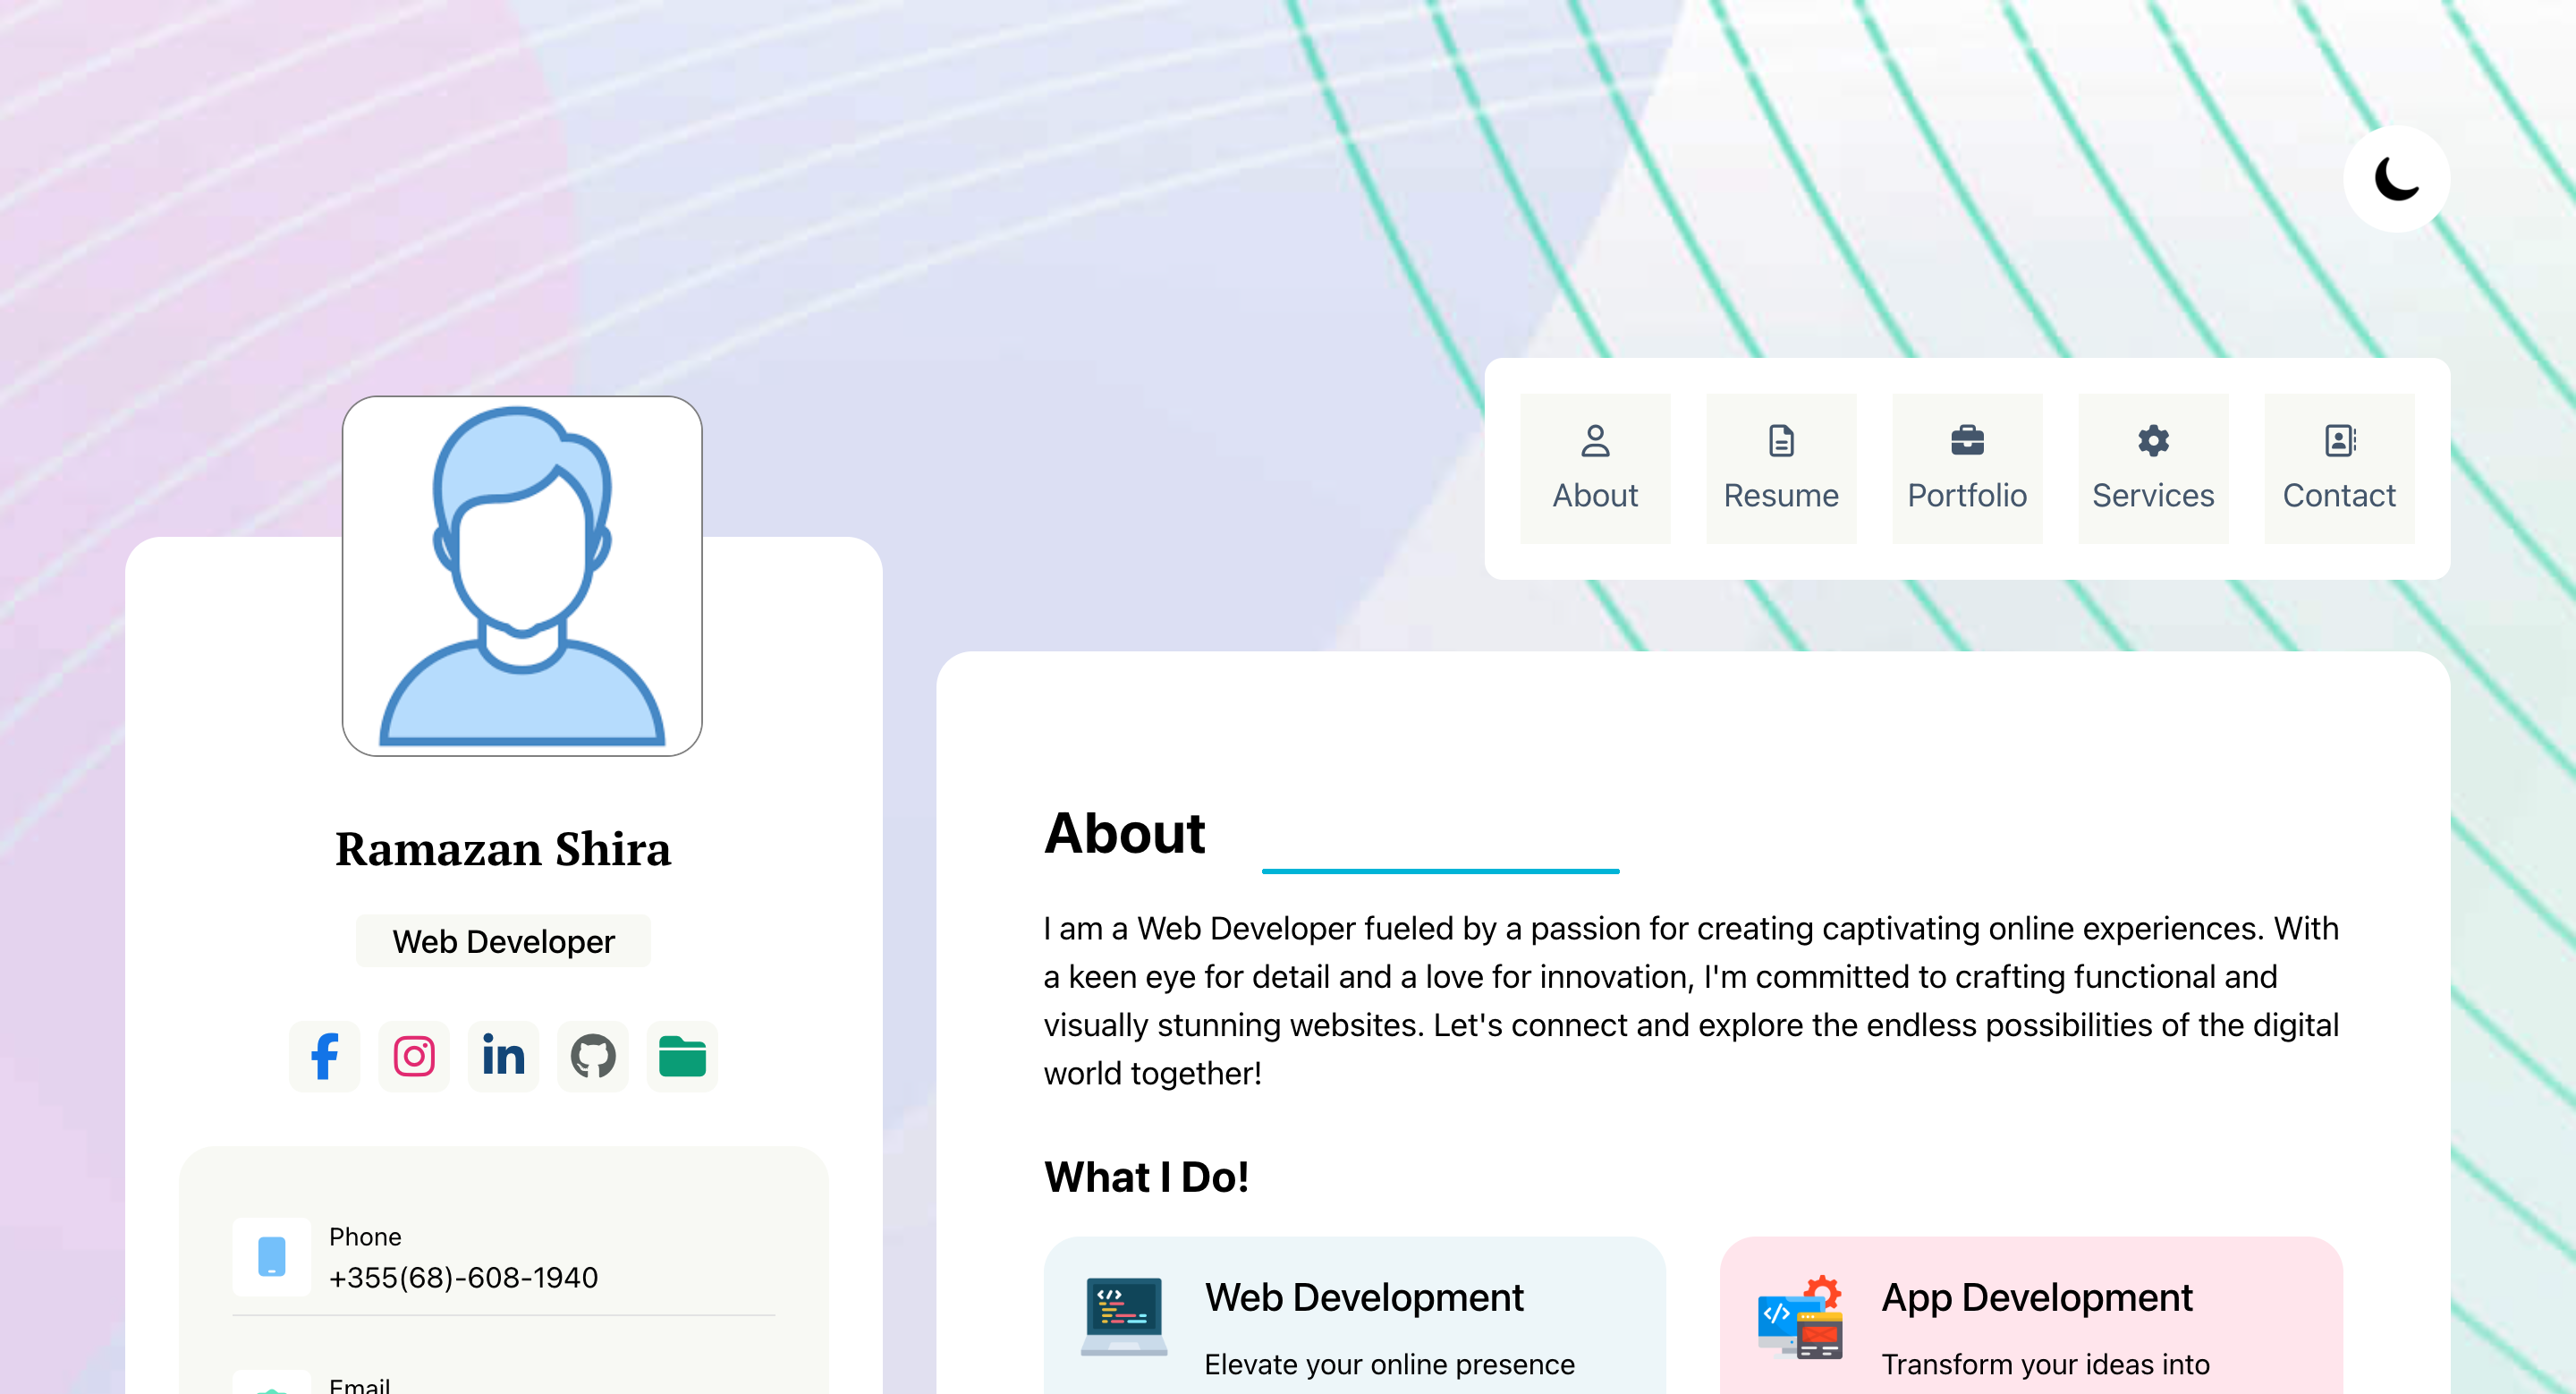 About
Resume
Portfolio
Services
Contact
Ramazan Shira
Web Developer
Phone
+355(68)-608-1940
Email
About
I am a Web Developer fueled by a passion for creating captivating online experiences. With
a keen eye for detail and a love for innovation, I'm committed to crafting functional and
visually stunning websites. Let's connect and explore the endless possibilities of the digital
world together!
What I Do!
Web Development
Elevate your online presence
App Development
Transform your ideas into